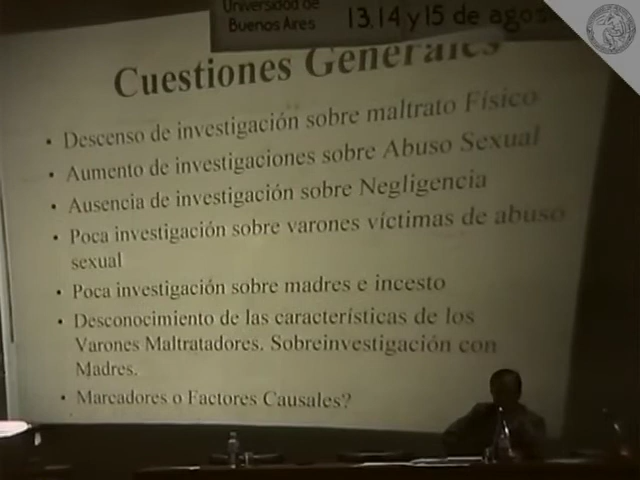 Universidad de
Buenos Aires
13,14 y 15 de agos
Cuestiones Generales
• Descenso de investigación sobre maltrato Físico
• Aumento de investigaciones sobre Abuso Sexual
• Ausencia de investigación sobre Negligencia
• Poca investigación sobre varones víctimas de abuso
sexual
• Poca investigación sobre madres e incesto
• Desconocimiento de las características de los
Varones Maltratadores. Sobreinvestigación con
Madres.
• Marcadores o Factores Causales?